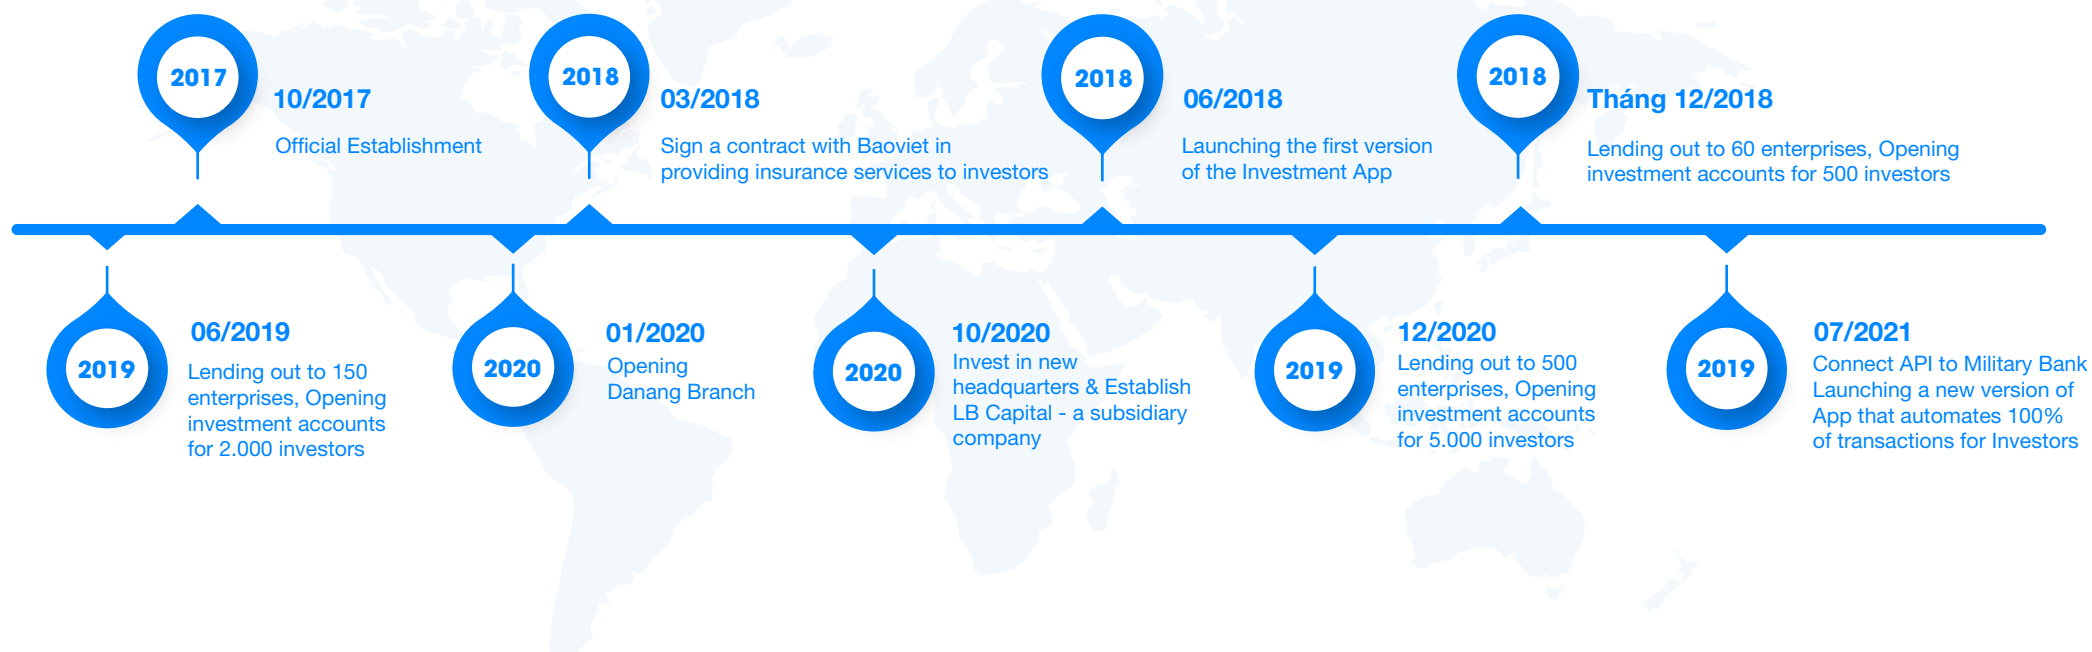 2017
10/2017
Official Establishment
2018
03/2018
Sign a contract with Baoviet in
providing insurance services to investors
2018
06/2018
Launching the first version
of the Investment App
2018
Tháng 12/2018
Lending out to 60 enterprises, Opening
investment accounts for 500 investors
2019
06/2019
Lending out to 150
enterprises, Opening
investment accounts
for 2.000 investors
2020
01/2020
Opening
Danang Branch
2020
10/2020
Invest in new
headquarters & Establish
LB Capital - a subsidiary
company
2019
12/2020
Lending out to 500
enterprises, Opening
investment accounts
for 5.000 investors
2019
07/2021
Connect API to Military Bank
Launching a new version of
App that automates 100%
of transactions for Investors